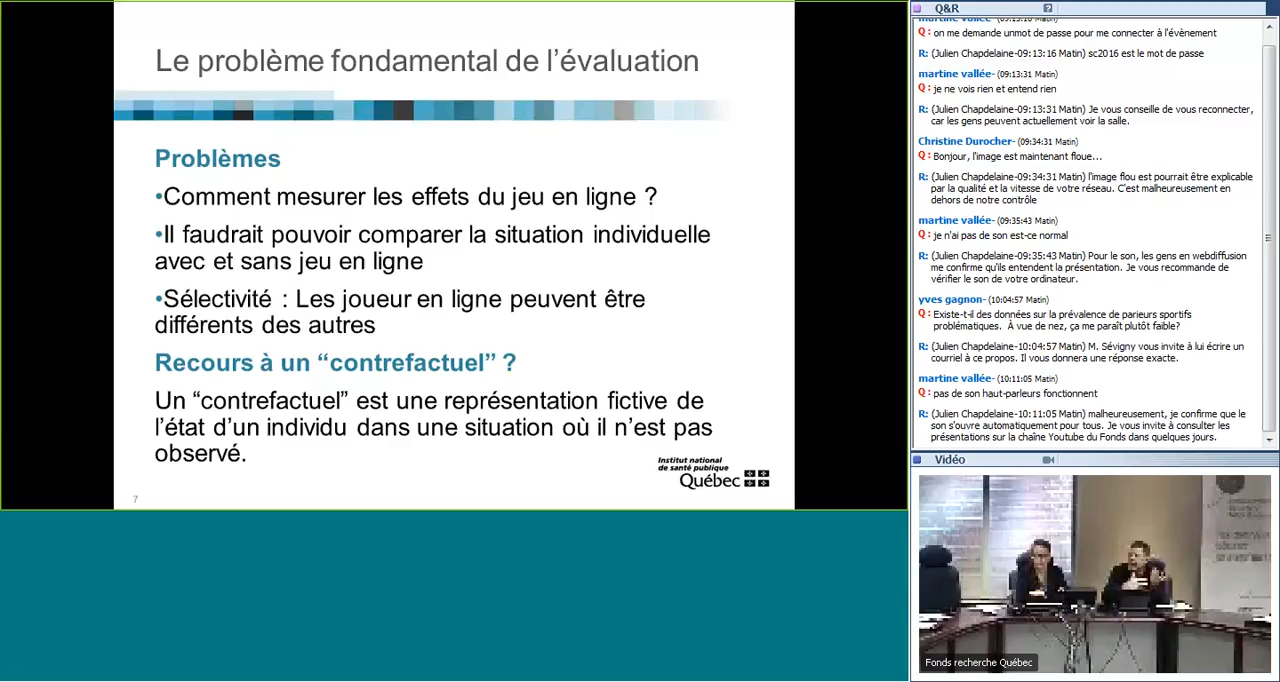 Le problème fondamental de l'évaluation
Problèmes
•Comment mesurer les effets du jeu en ligne ?
•Il faudrait pouvoir comparer la situation individuelle
avec et sans jeu en ligne
•Sélectivité : Les joueur en ligne peuvent être
différents des autres
Recours à un “contrefactuel” ?
Un “contrefactuel” est une représentation fictive de
l’état d’un individu dans une situation où il n’est pas
observé.
Institut national
de santé publique
Québec
7
Q&R
martine vallée- (09:13:16 Matin)
Q: on me demande unmot de passe pour me connecter à l'évènement
R: (Julien Chapdelaine-09:13:16 Matin) sc2016 est le mot de passe
martine vallée- (09:13:31 Matin)
Q: je ne vois rien et entend rien
R: (Julien Chapdelaine-09:13:31 Matin) Je vous conseille de vous reconnecter,
car les gens peuvent actuellement voir la salle.
Christine Durocher- (09:34:31 Matin)
Q: Bonjour, l'image est maintenant floue...
R: (Julien Chapdelaine-09:34:31 Matin) l'image flou est pourrait être explicable
par la qualité et la vitesse de votre réseau. C'est malheureusement en
dehors de notre contrôle
martine vallée- (09:35:43 Matin)
Q: je n'ai pas de son est-ce normal
R: (Julien Chapdelaine-09:35:43 Matin) Pour le son, les gens en webdiffusion
me confirme qu'ils entendent la présentation. Je vous recommande de
vérifier le son de votre ordinateur.
yves gagnon- (10:04:57 Matin)
Q: Existe-t-il des données sur la prévalence de parieurs sportifs
problématiques. À vue de nez, ça me paraît plutôt faible?
R: (Julien Chapdelaine-10:04:57 Matin) M. Sévigny vous invite à lui écrire un
courriel à ce propos. Il vous donnera une réponse exacte.
martine vallée- (10:11:05 Matin)
Q: pas de son haut-parleurs fonctionnent
R: (Julien Chapdelaine-10:11:05 Matin) malheureusement, je confirme que le
son s'ouvre automatiquement pour tous. Je vous invite à consulter les
présentations sur la chaîne Youtube du Fonds dans quelques jours.
Vidéo
Fonds recherche Québec